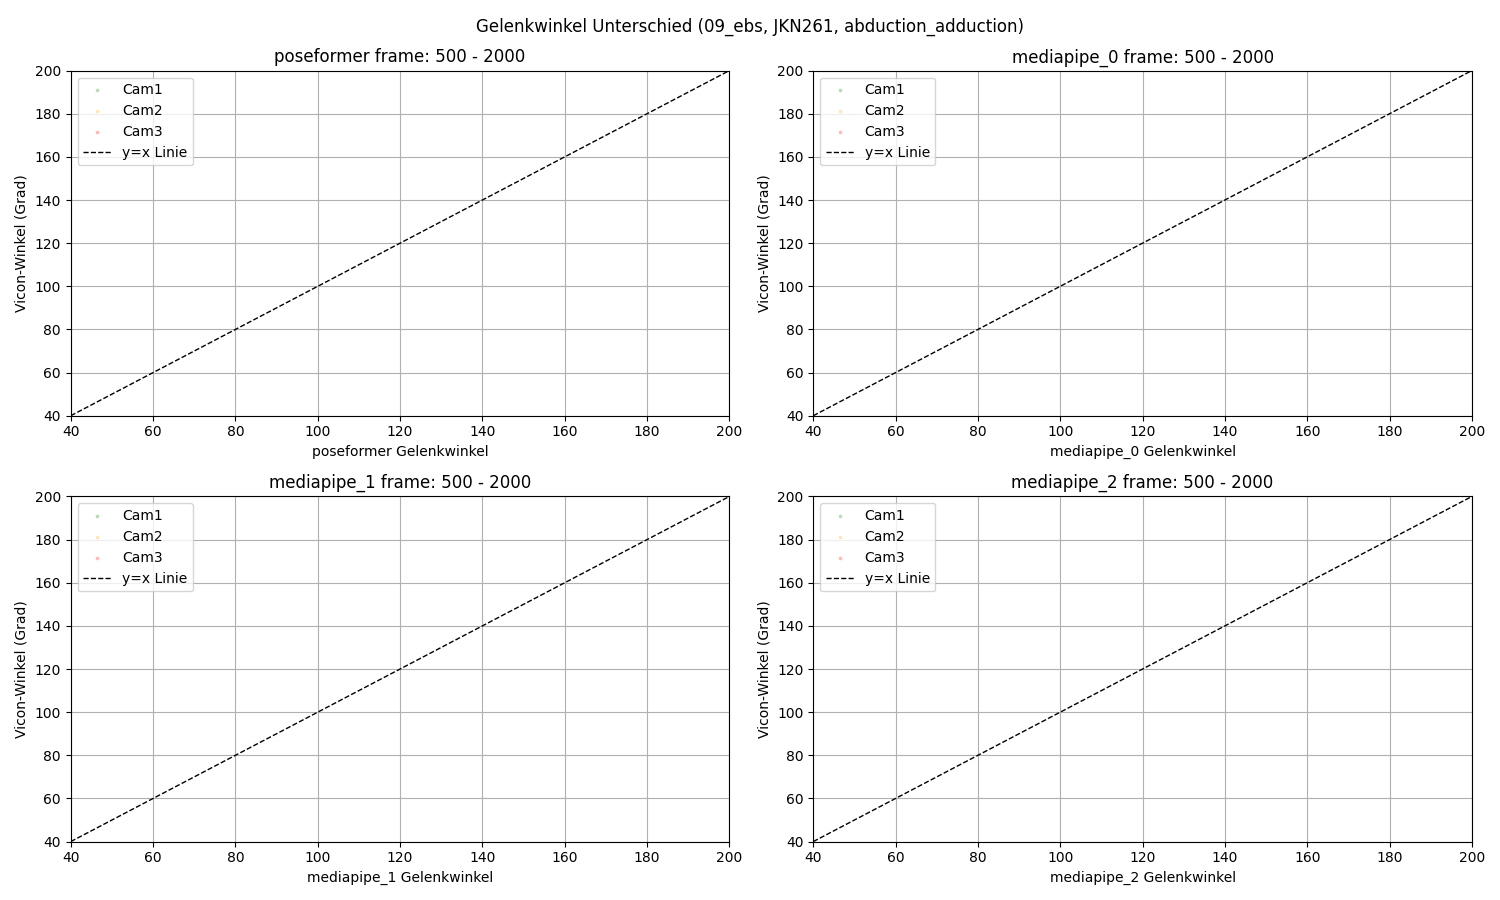 Gelenkwinkel Unterschied (09_ebs, JKN261, abduction_adduction)
poseformer frame: 500 - 2000
200
180
160
140
120
100
80
60
40
Vicon-Winkel (Grad)
Cam1
Cam2
Cam3
y=x Linie
40 60 80 100 120 140 160 180 200
poseformer Gelenkwinkel
mediapipe_0 frame: 500 - 2000
200
180
160
140
120
100
80
60
40
Vicon-Winkel (Grad)
Cam1
Cam2
Cam3
y=x Linie
40 60 80 100 120 140 160 180 200
mediapipe_0 Gelenkwinkel
mediapipe_1 frame: 500 - 2000
200
180
160
140
120
100
80
60
40
Vicon-Winkel (Grad)
Cam1
Cam2
Cam3
y=x Linie
40 60 80 100 120 140 160 180 200
mediapipe_1 Gelenkwinkel
mediapipe_2 frame: 500 - 2000
200
180
160
140
120
100
80
60
40
Vicon-Winkel (Grad)
Cam1
Cam2
Cam3
y=x Linie
40 60 80 100 120 140 160 180 200
mediapipe_2 Gelenkwinkel